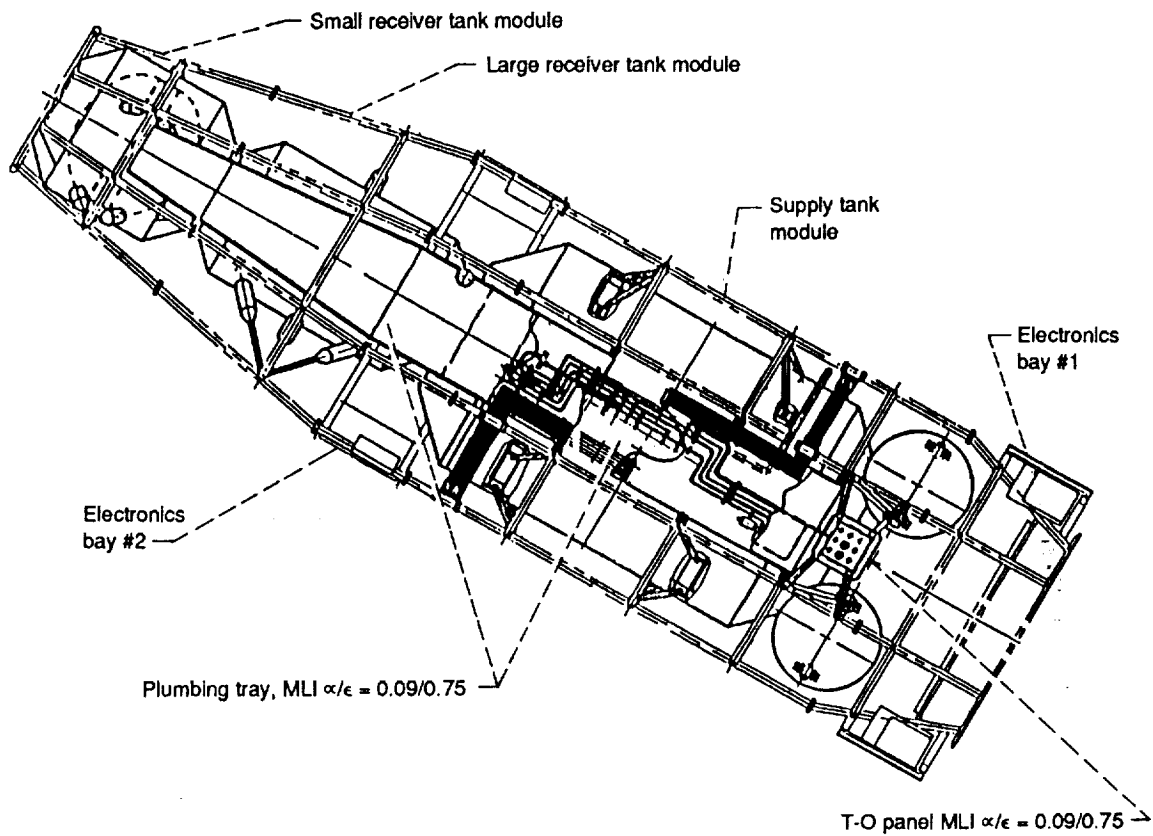 Small receiver tank module
Large receiver tank module
Supply tank
module
Electronics
bay #1
Electronics
bay #2
Plumbing tray, MLI ∝/ϵ = 0.09/0.75
T-O panel MLI ∝/ϵ = 0.09/0.75